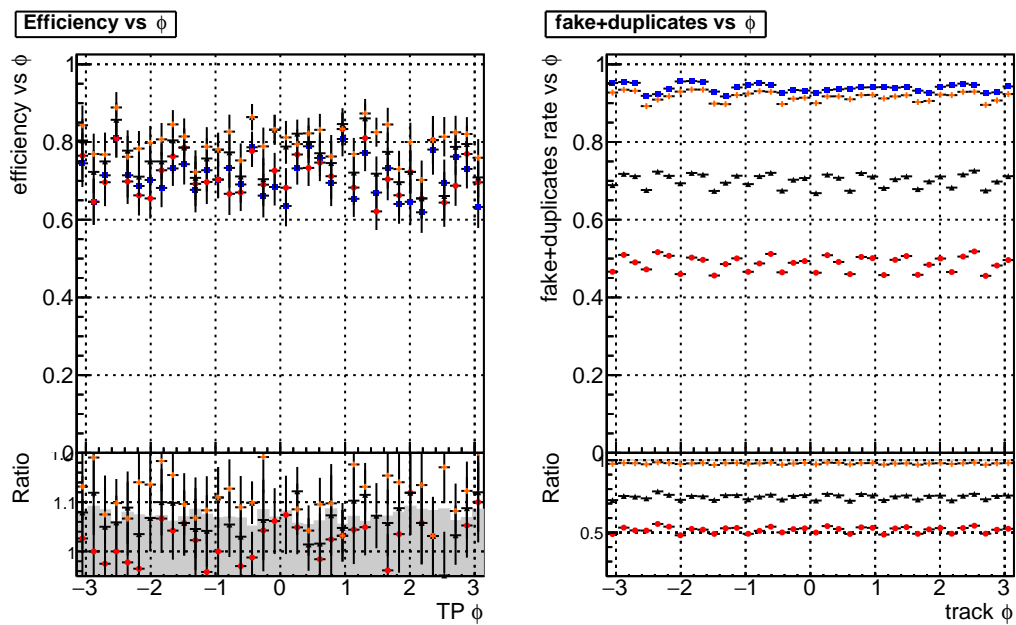 Efficiency vs ϕ
efficiency vs ϕ
1
0.8
0.6
0.4
0.2
0
Ratio
1.1
1
−3 −2 −1 0 1 2 3
TP ϕ
fake+duplicates vs ϕ
fake+duplicates rate vs ϕ
1
0.8
0.6
0.4
0.2
0
Ratio
1
0.5
−3 −2 −1 0 1 2 3
track ϕ